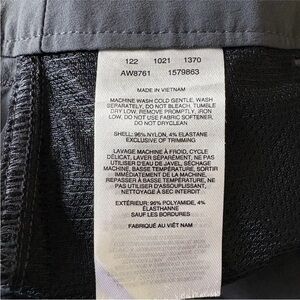 122 1021 1370
AW8761 1579863
MADE IN VIETNAM
MACHINE WASH COLD GENTLE, WASH
SEPARATELY, DO NOT BLEACH, TUMBLE
DRY LOW, REMOVE PROMPTLY, IRON
LOW, DO NOT USE FABRIC SOFTENER,
DO NOT DRYCLEAN
SHELL: 96% NYLON, 4% ELASTANE
EXCLUSIVE OF TRIMMING
LAVAGE MACHINE À FROID, CYCLE
DÉLICAT, LAVER SÉPARÉMENT, NE PAS
UTILISER D'EAU DE JAVEL, SÉCHAGE
MACHINE, BASSE TEMPÉRATURE, SORTIR
IMMÉDIATEMENT DE LA MACHINE,
REPASSER À BASSE TEMPÉRATURE, NE PAS
UTILISER D'ASSOUPLISSANT,
NETTOYAGE À SEC INTERDIT
EXTÉRIEUR: 96% POLYAMIDE, 4%
ÉLASTHANNE
SAUF LES BORDURES
FABRIQUÉ AU VIÊT NAM